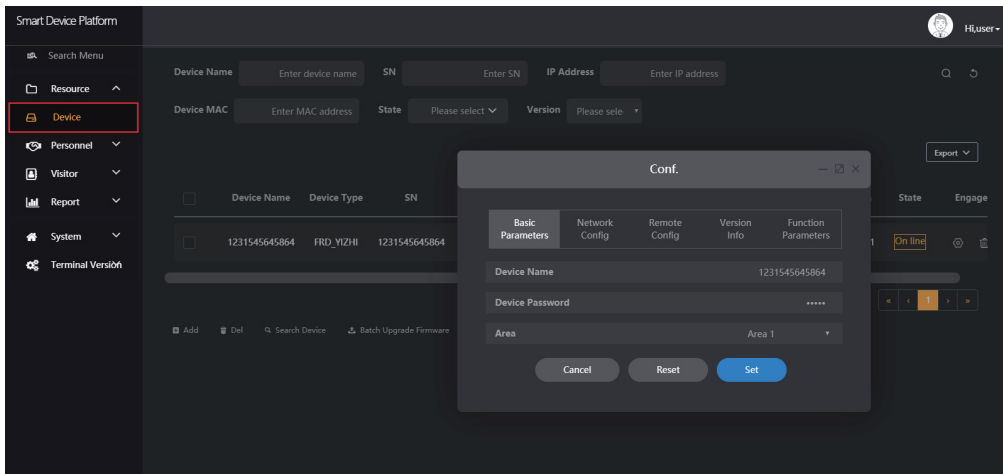 Smart Device Platform
Hi,user
Search Menu
Resource
Device
Personnel
Visitor
Report
System
Terminal Version
Device Name Enter device name SN Enter SN IP Address Enter IP address
Device MAC Enter MAC address State Please select Version Please sele
Export
Device Name Device Type SN State Engage
1231545645864 FRD_YIZHI 1231545645864 1 On line
« ‹ 1 › »
Add Del Search Device Batch Upgrade Firmware
Conf.
Basic Parameters Network Config Remote Config Version Info Function Parameters
Device Name 1231545645864
Device Password •••••
Area Area 1
Cancel Reset Set